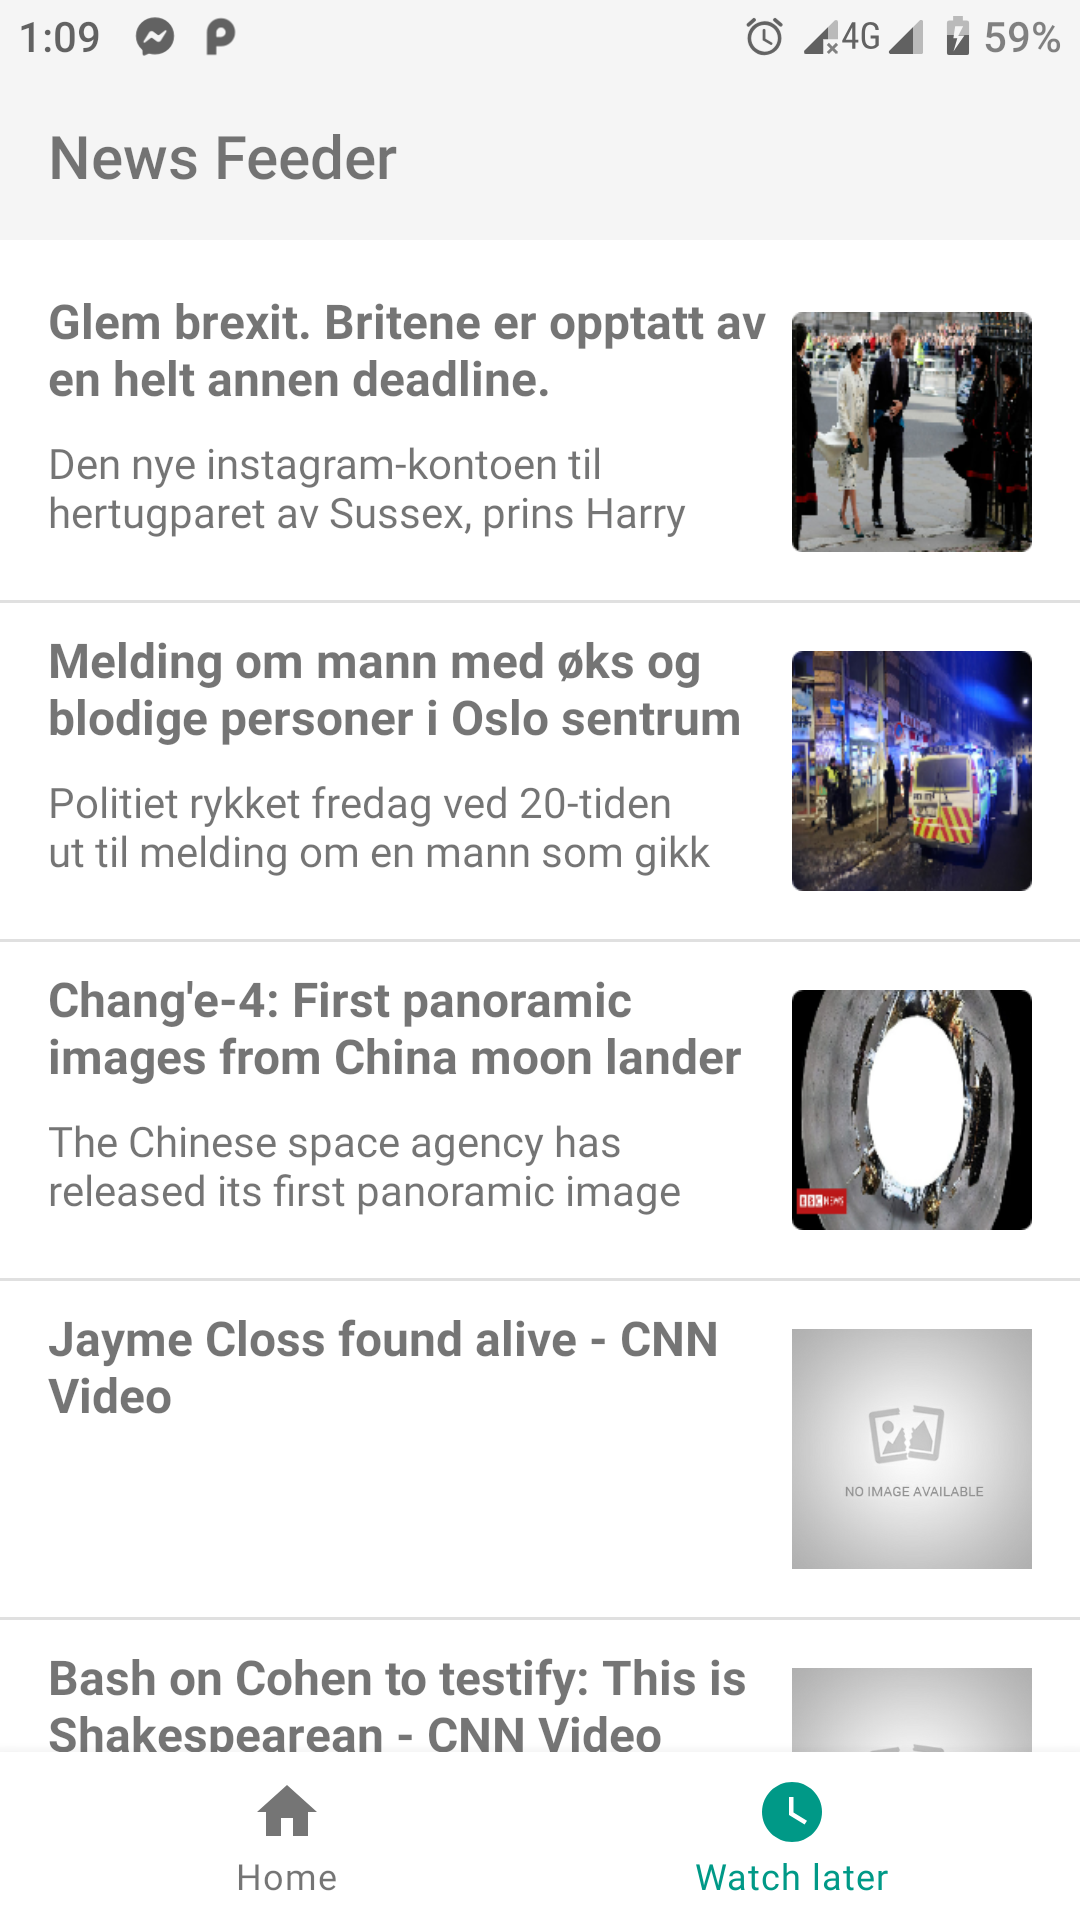 1:09
4G
59%
News Feeder
Glem brexit. Britene er opptatt av
en helt annen deadline.
Den nye instagram-kontoen til
hertugparet av Sussex, prins Harry
Melding om mann med øks og
blodige personer i Oslo sentrum
Politiet rykket fredag ved 20-tiden
ut til melding om en mann som gikk
Chang'e-4: First panoramic
images from China moon lander
The Chinese space agency has
released its first panoramic image
BBC NEWS
Jayme Closs found alive - CNN
Video
NO IMAGE AVAILABLE
Bash on Cohen to testify: This is
Shakespearean - CNN Video
Home
Watch later